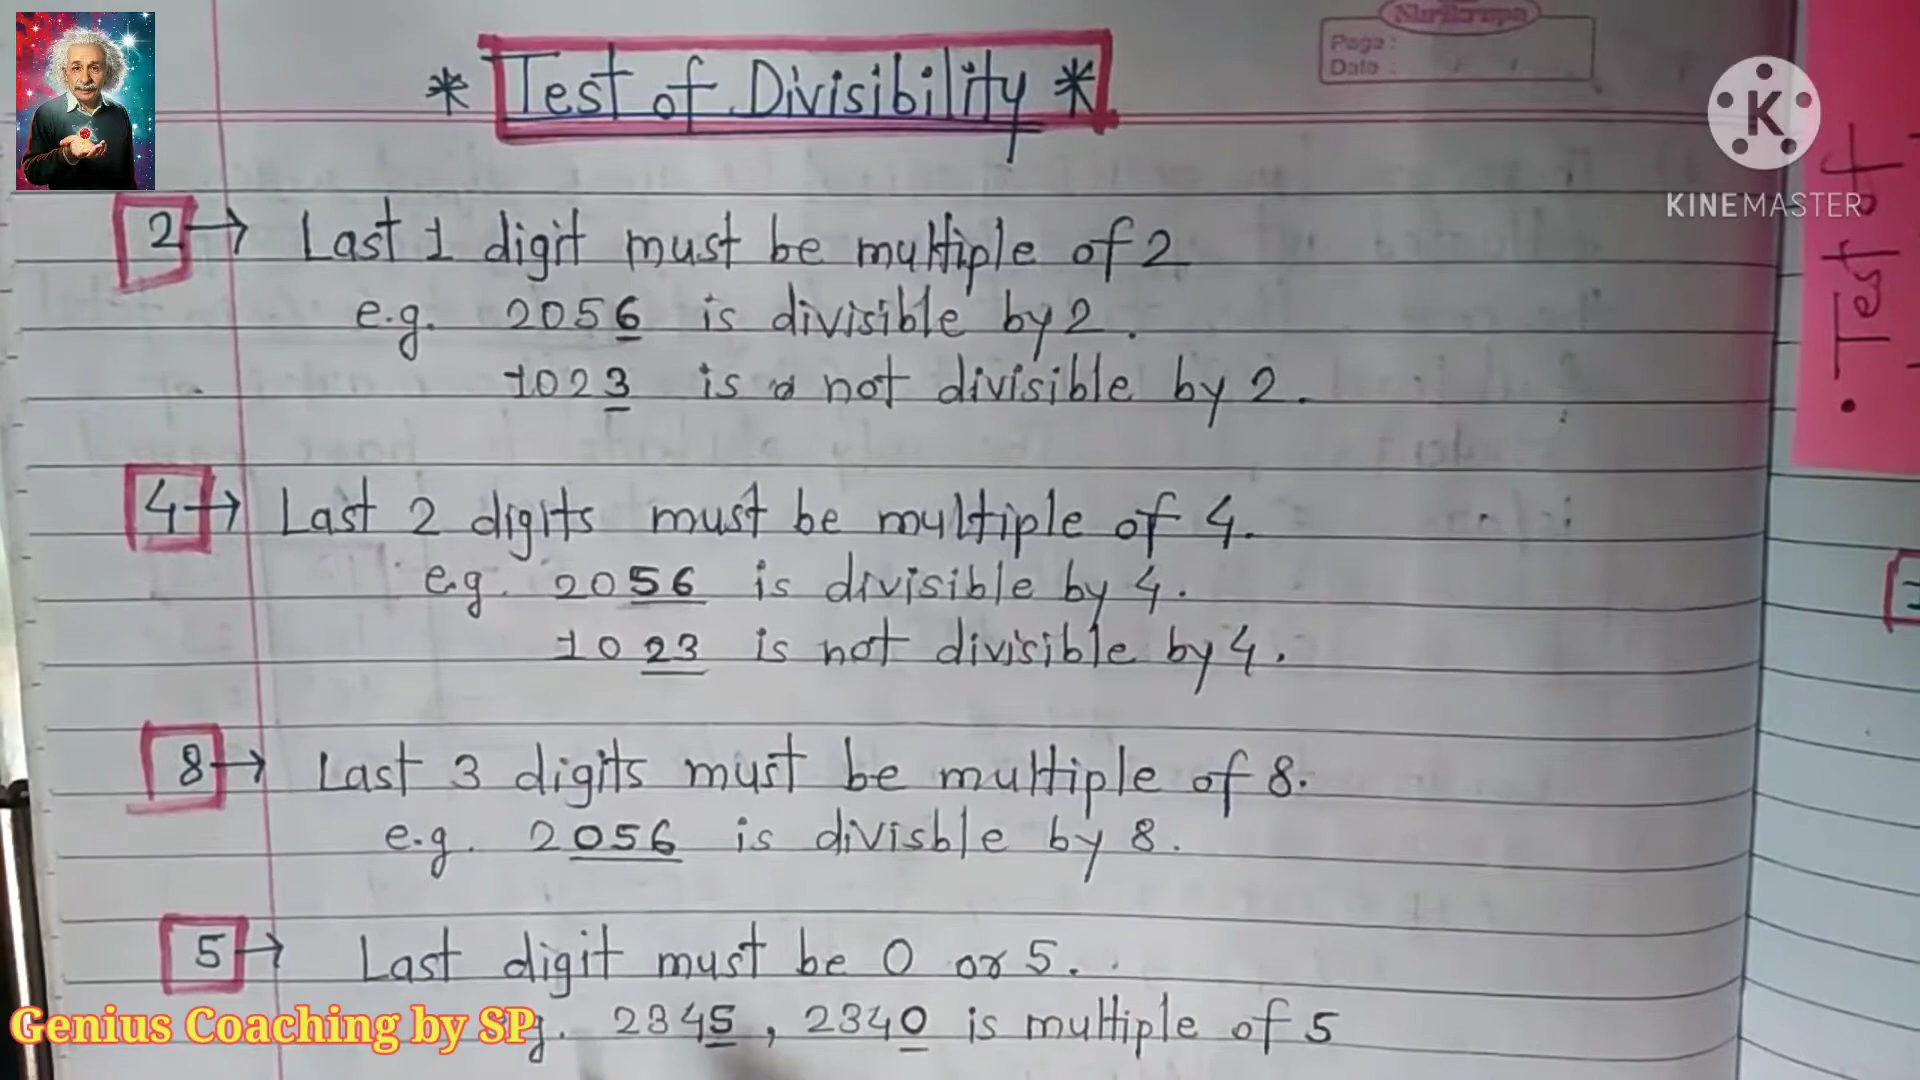 * Test of Divisibility *
Page :
Date :
K
KINEMASTER
2 → Last 1 digit must be multiple of 2
e.g. 2056 is divisible by 2.
1023 is not divisible by 2.
4 → Last 2 digits must be multiple of 4.
e.g. 2056 is divisible by 4.
1023 is not divisible by 4.
8 → Last 3 digits must be multiple of 8.
e.g. 2056 is divisble by 8.
5 → Last digit must be 0 or 5.
Genius Coaching by SP
g. 2345, 2340 is multiple of 5
• Test of